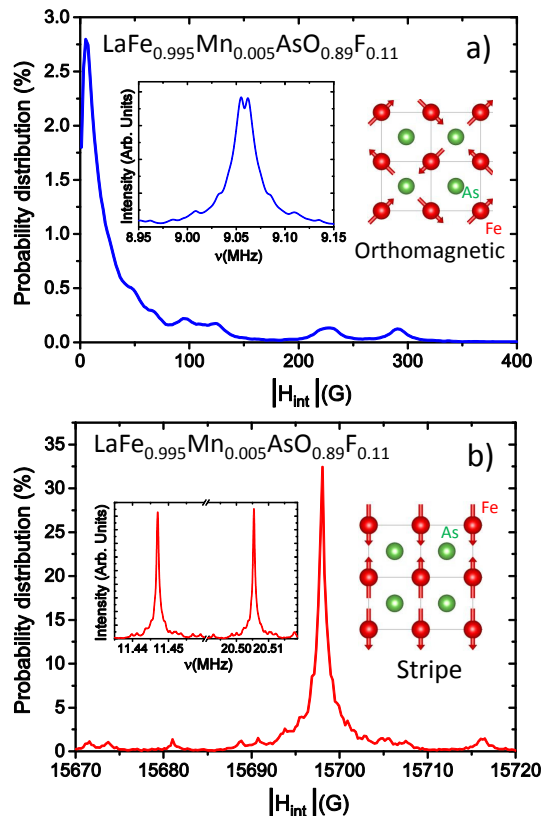 LaFe0.995Mn0.005AsO0.89F0.11
a)
Probability distribution (%)
3.0
2.5
2.0
1.5
1.0
0.5
0.0
Intensity (Arb. Units)
8.95 9.00 9.05 9.10 9.15
ν(MHz)
As
Fe
Orthomagnetic
0 100 200 300 400
|Hint|(G)
LaFe0.995Mn0.005AsO0.89F0.11
b)
Probability distribution (%)
35
30
25
20
15
10
5
0
Intensity (Arb. Units)
11.44 11.45 20.50 20.51
ν(MHz)
Fe
As
Stripe
15670 15680 15690 15700 15710 15720
|Hint|(G)